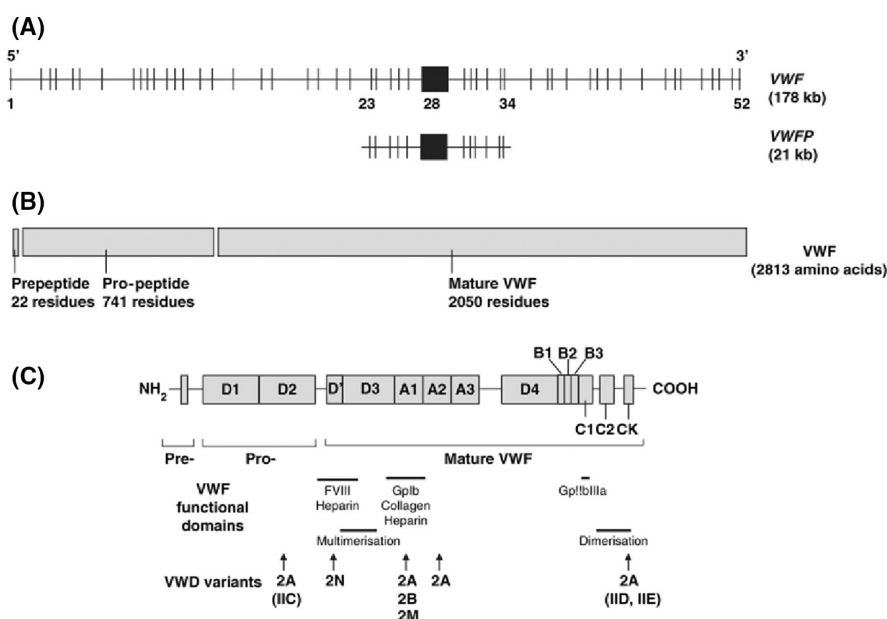 (A)
5’ 3’
VWF
(178 kb)
1 23 28 34 52
VWFP
(21 kb)
(B)
VWF
(2813 amino acids)
Prepeptide
22 residues
Pro-peptide
741 residues
Mature VWF
2050 residues
(C)
B1 B2 B3
NH2 D1 D2 D’ D3 A1 A2 A3 D4 COOH
C1 C2 CK
Pre- Pro- Mature VWF
VWF
functional
domains
FVIII
Heparin
GpIb
Collagen
Heparin
Gp!!bIIIa
Multimerisation
Dimerisation
VWD variants
2A
(IIC)
2N
2A
2B
2M
2A
2A
(IID, IIE)